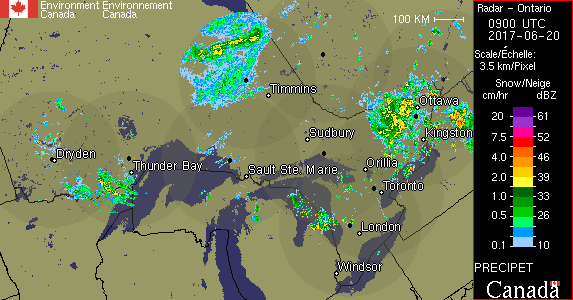 Environment Environnement
Canada Canada
100 KM
Timmins
Ottawa
Kingston
Sudbury
Dryden
Thunder Bay
Sault Ste. Marie
Orillia
Toronto
London
Windsor
Radar - Ontario
0900 UTC
2017-06-20
Scale/Échelle:
3.5 km/Pixel
Snow/Neige
cm/hr dBZ
20 61
7.5 52
4.0 46
2.0 39
1.0 33
0.5 26
0.1 10
PRECIPET
Canada